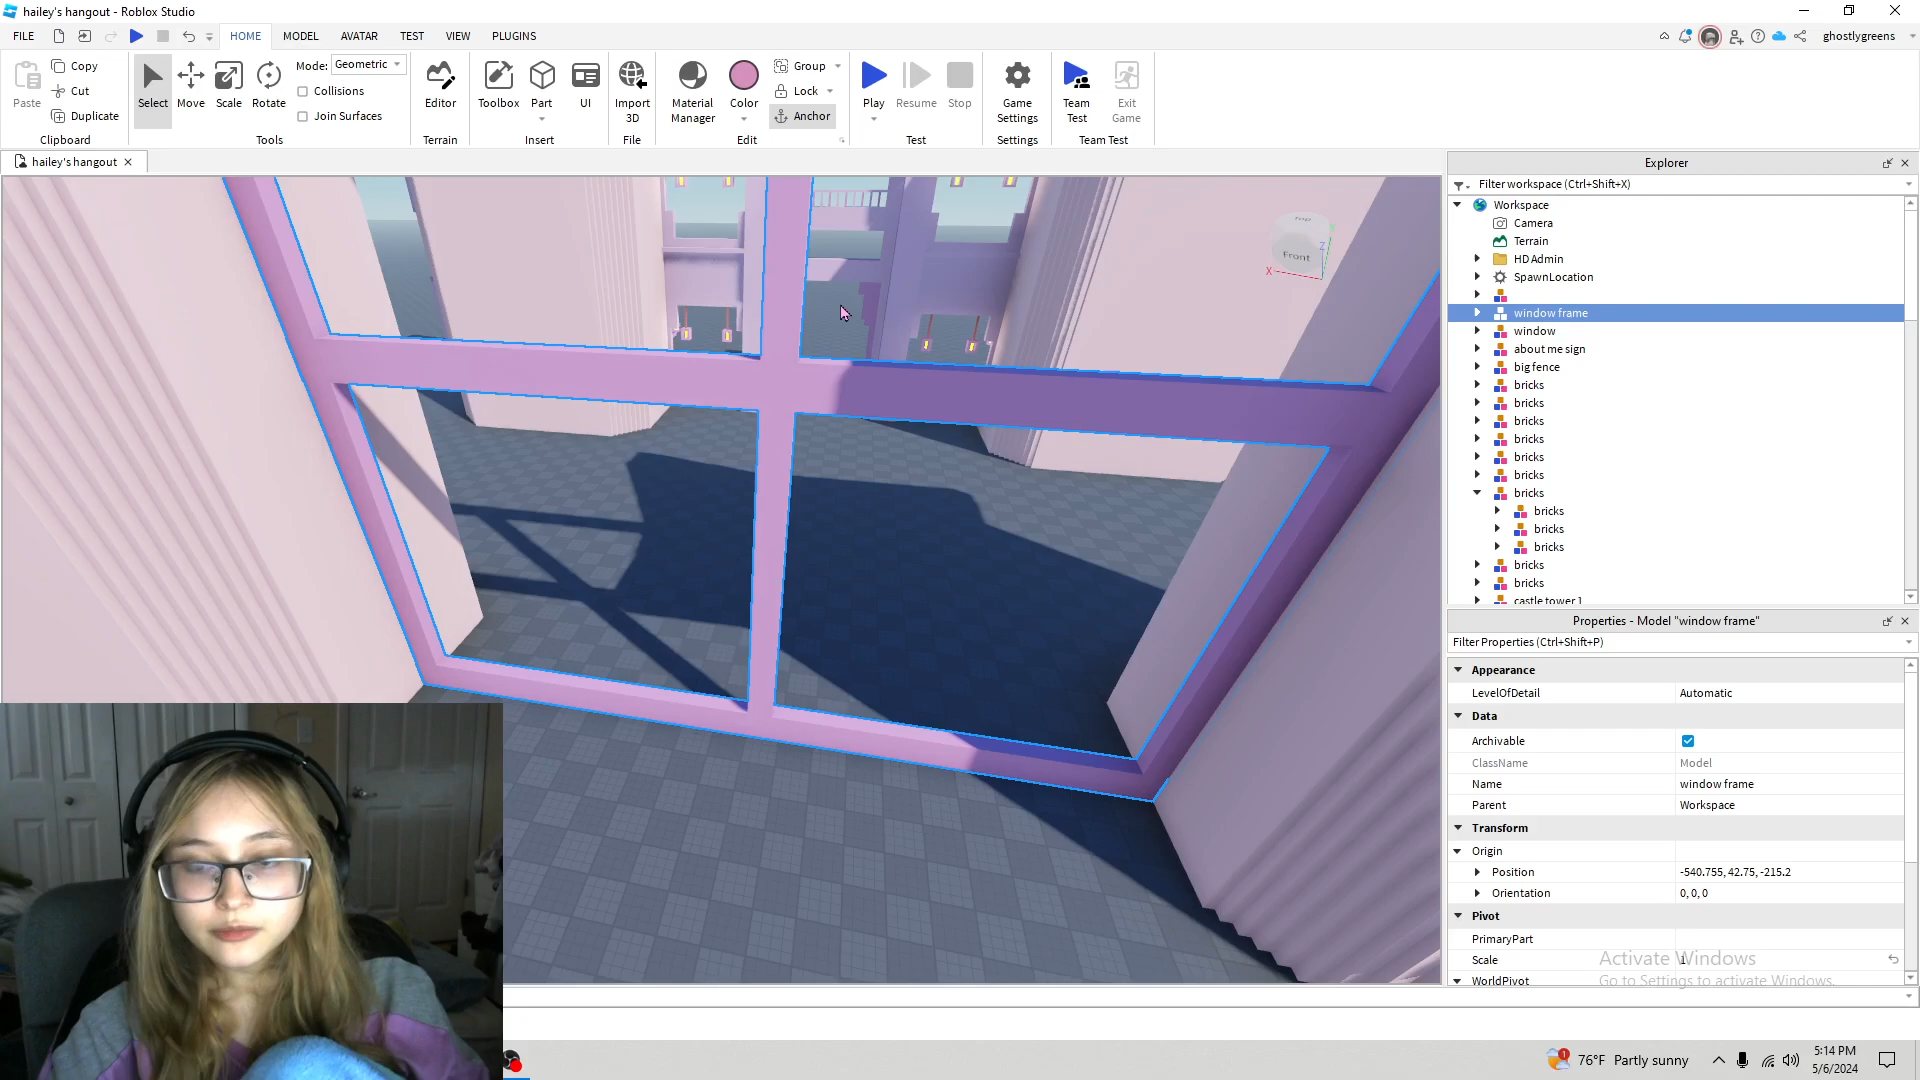 hailey's hangout - Roblox Studio
FILE HOME MODEL AVATAR TEST VIEW PLUGINS ghostlygreens
Paste Copy Cut Duplicate Clipboard
Select Move Scale Rotate Mode: Geometric Collisions Join Surfaces Tools
Editor Terrain
Toolbox Part UI Insert
Import 3D File
Material Manager Color Group Lock Anchor Edit
Play Resume Stop Test
Game Settings Settings
Team Test Exit Game Team Test
hailey's hangout
Front
X
Z
Explorer
Filter workspace (Ctrl+Shift+X)
Workspace
Camera
Terrain
HD Admin
SpawnLocation
window frame
window
about me sign
big fence
bricks
bricks
bricks
bricks
bricks
bricks
bricks
bricks
bricks
bricks
bricks
bricks
castle tower 1
Properties - Model "window frame"
Filter Properties (Ctrl+Shift+P)
Appearance
LevelOfDetail Automatic
Data
Archivable
ClassName Model
Name window frame
Parent Workspace
Transform
Origin
Position -540.755, 42.75, -215.2
Orientation 0, 0, 0
Pivot
PrimaryPart
Scale 1
WorldPivot
Activate Windows
Go to Settings to activate Windows.
1 76°F Partly sunny
5:14 PM
5/6/2024